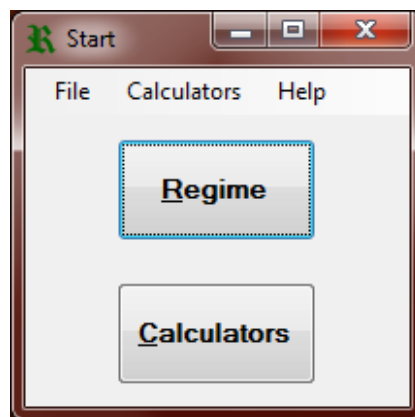 Start
File Calculators Help
Regime
Calculators